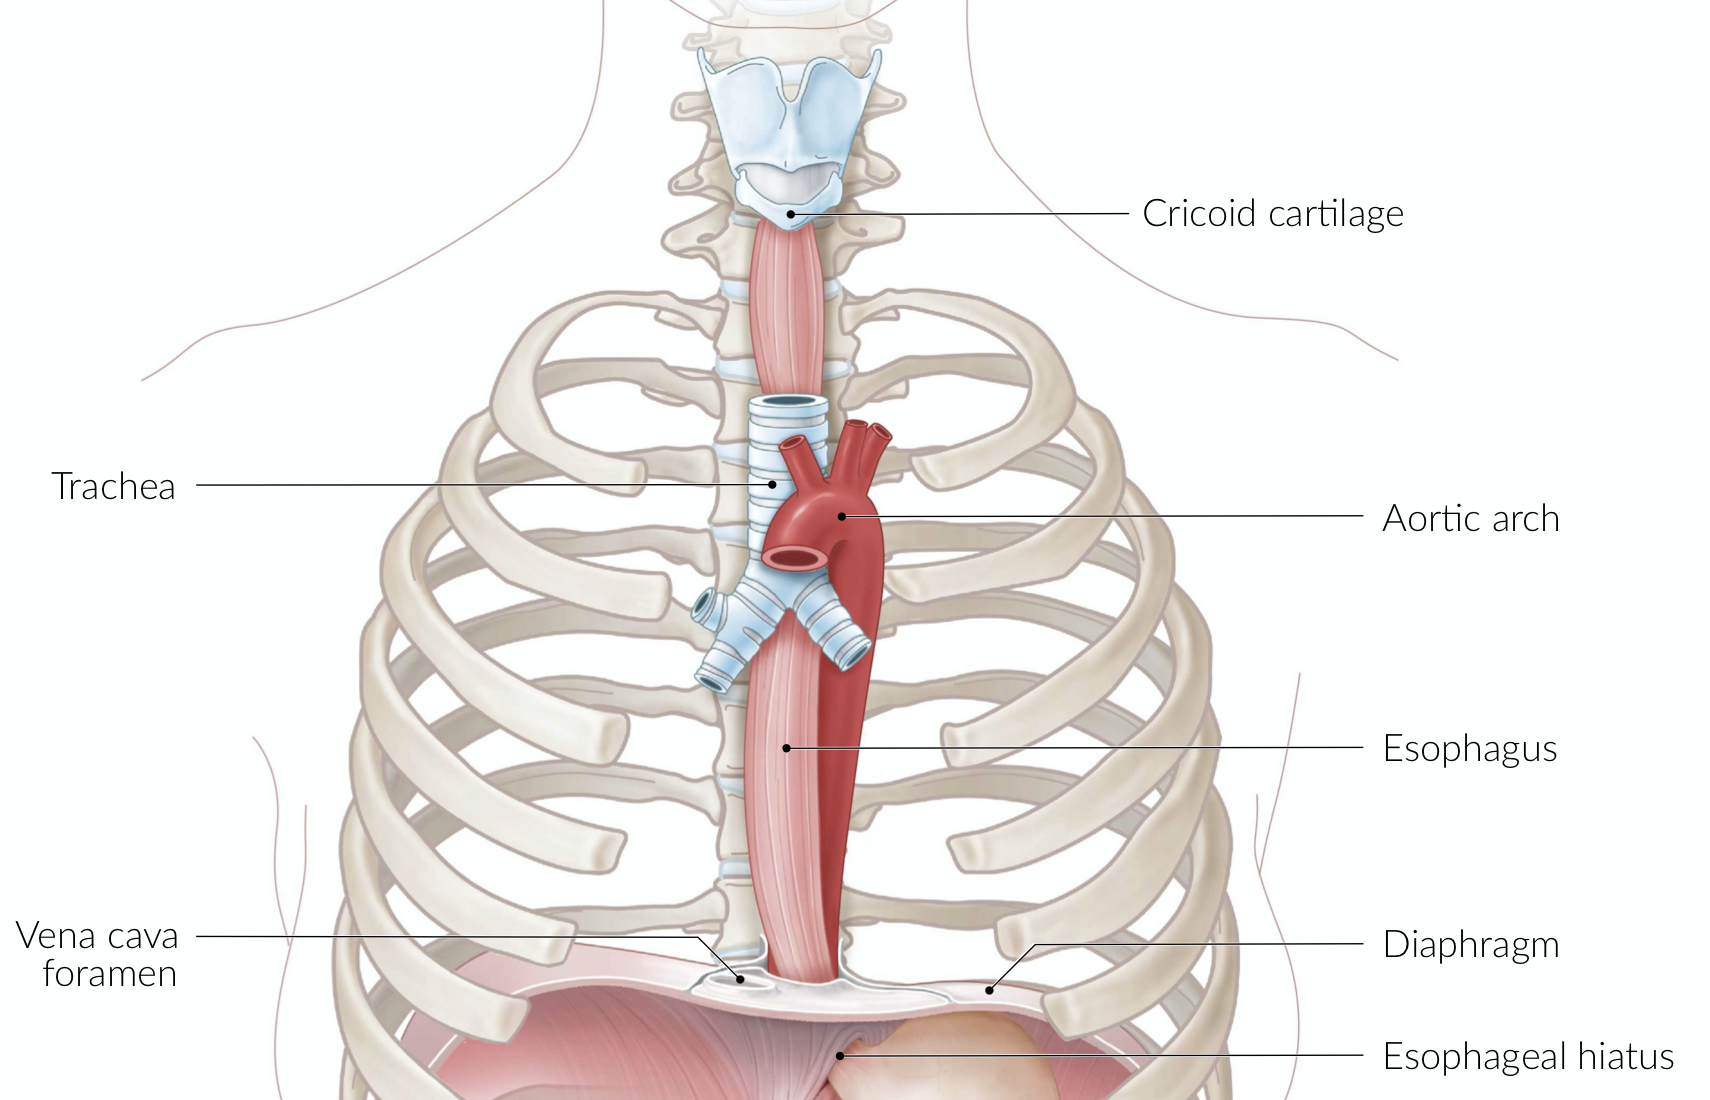 Cricoid cartilage
Trachea
Aortic arch
Esophagus
Vena cava
foramen
Diaphragm
Esophageal hiatus